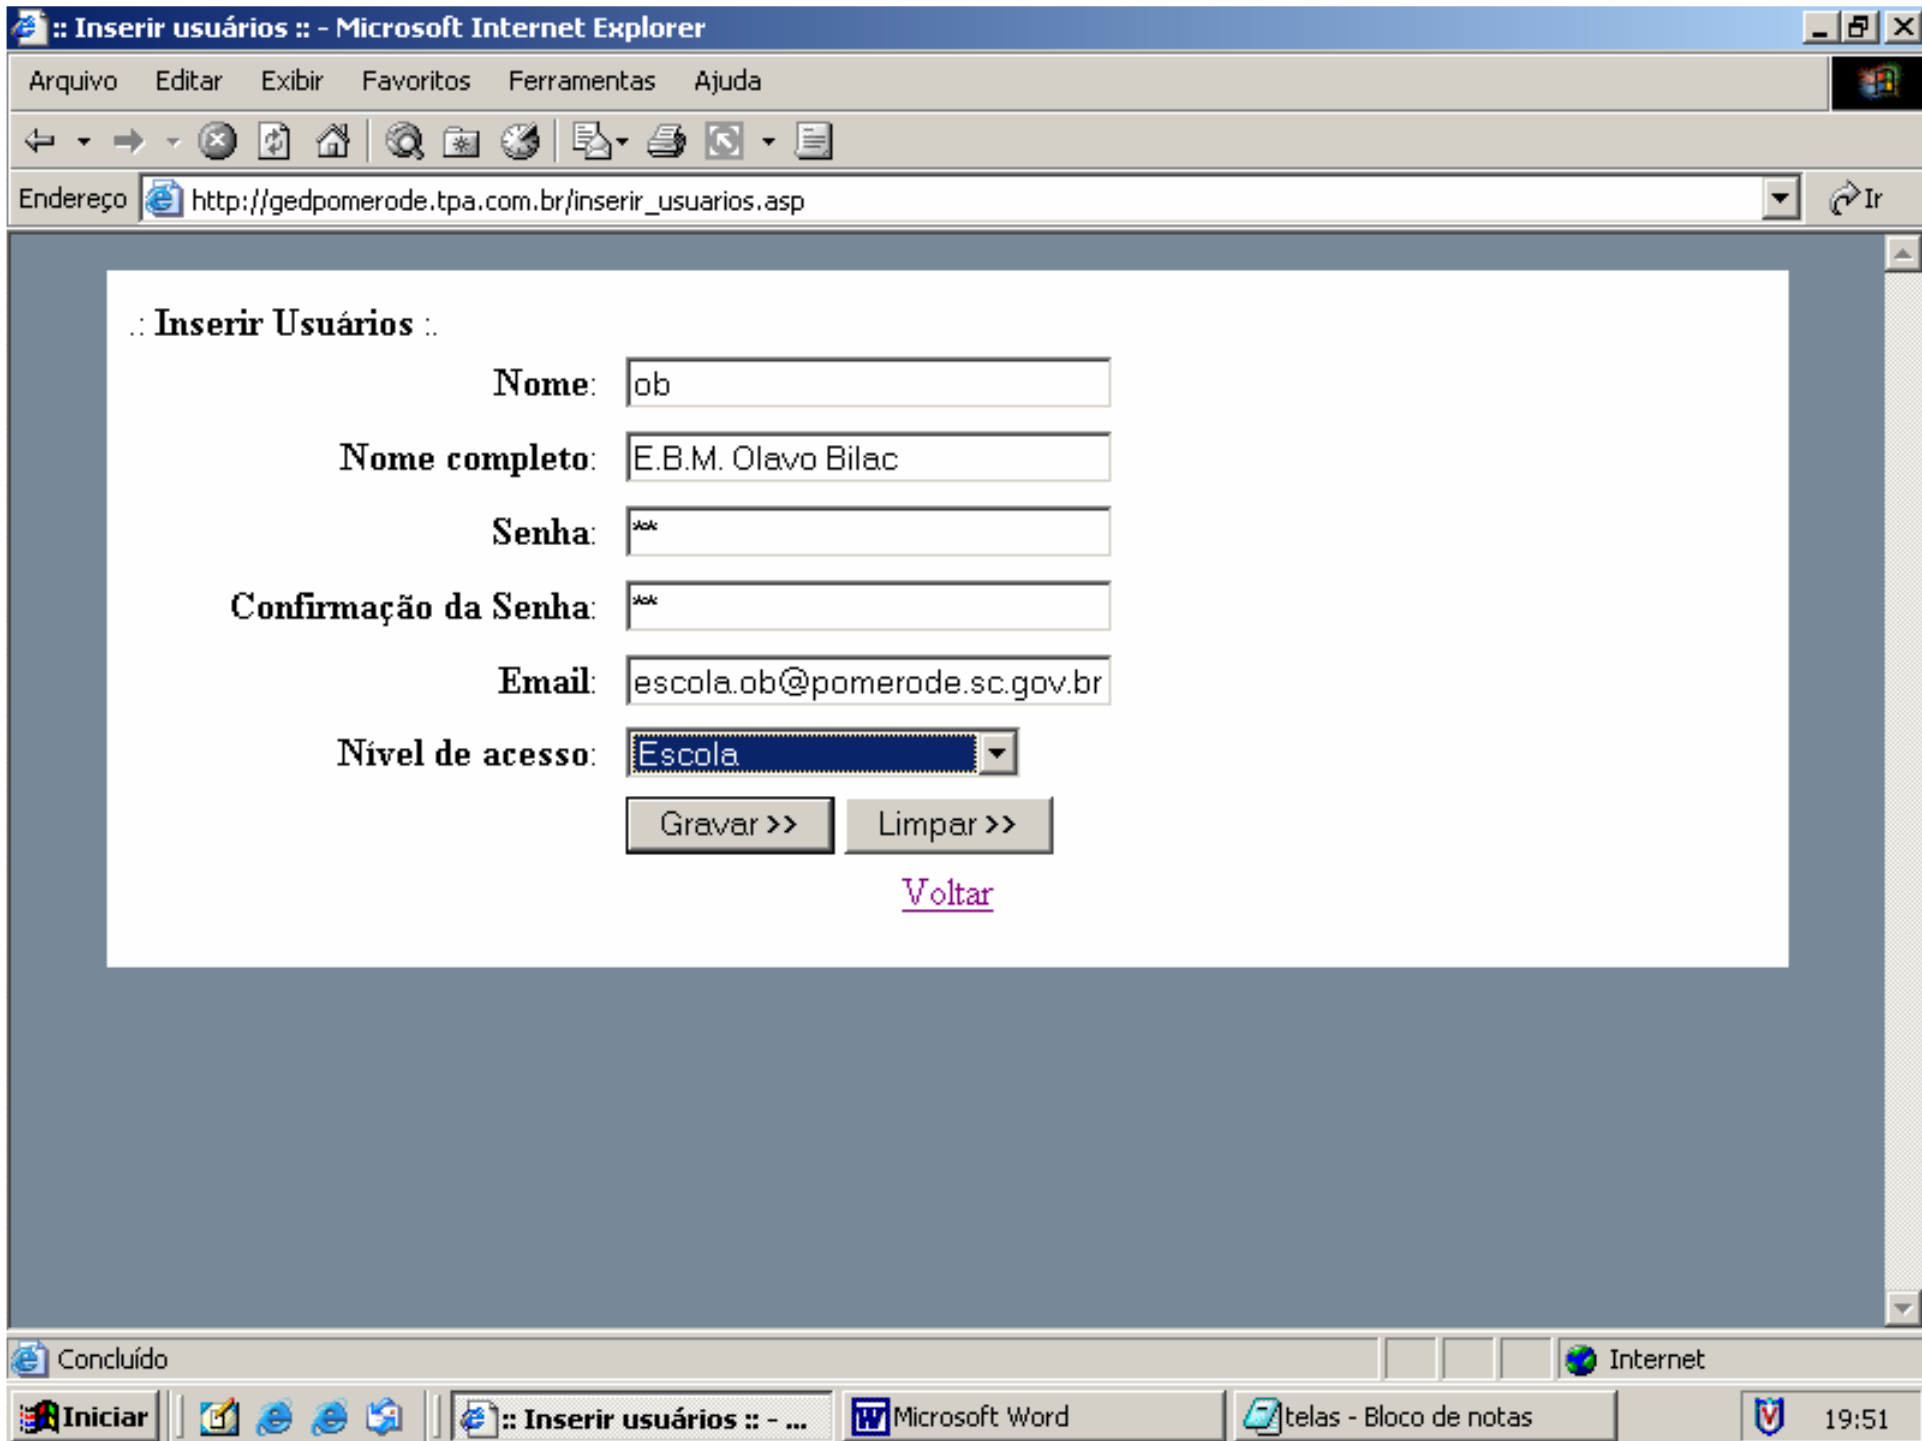 :: Inserir usuários :: - Microsoft Internet Explorer
Arquivo Editar Exibir Favoritos Ferramentas Ajuda
Endereço http://gedpomerode.tpa.com.br/inserir_usuarios.asp Ir
.: Inserir Usuários :.
Nome: ob
Nome completo: E.B.M. Olavo Bilac
Senha: **
Confirmação da Senha: **
Email: escola.ob@pomerode.sc.gov.br
Nível de acesso: Escola
Gravar >> Limpar >>
Voltar
Concluído Internet
Iniciar :: Inserir usuários :: - ... Microsoft Word telas - Bloco de notas 19:51